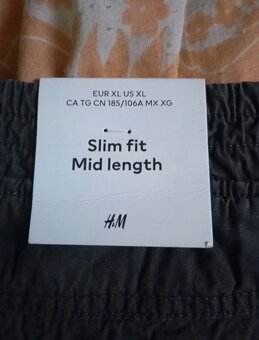 EUR XL US XL
CA TG CN 185/106A MX XG
Slim fit
Mid length
H&M